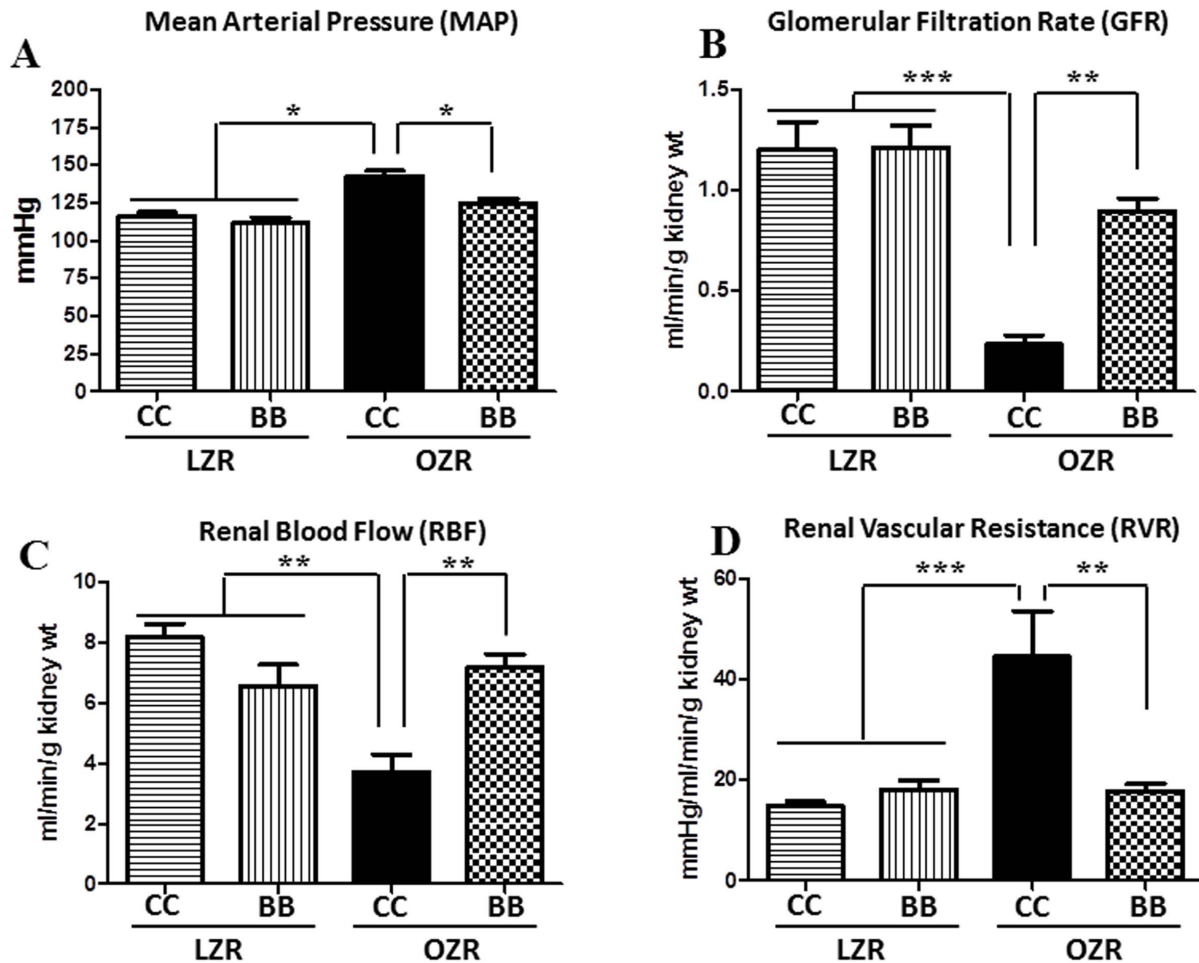 Mean Arterial Pressure (MAP)
A
mmHg
200
175
150
125
100
75
50
25
0
* *
CC BB CC BB
LZR OZR
Glomerular Filtration Rate (GFR)
B
ml/min/g kidney wt
1.5
1.0
0.5
0.0
*** **
CC BB CC BB
LZR OZR
Renal Blood Flow (RBF)
C
ml/min/g kidney wt
10
8
6
4
2
0
** **
CC BB CC BB
LZR OZR
Renal Vascular Resistance (RVR)
D
mmHg/ml/min/g kidney wt
60
40
20
0
*** **
CC BB CC BB
LZR OZR